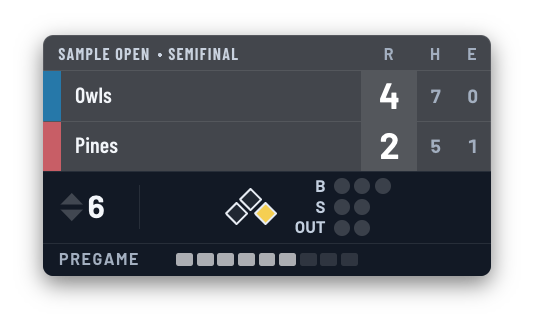 SAMPLE OPEN • SEMIFINAL R H E
Owls 4 7 0
Pines 2 5 1
6
B
S
OUT
PREGAME